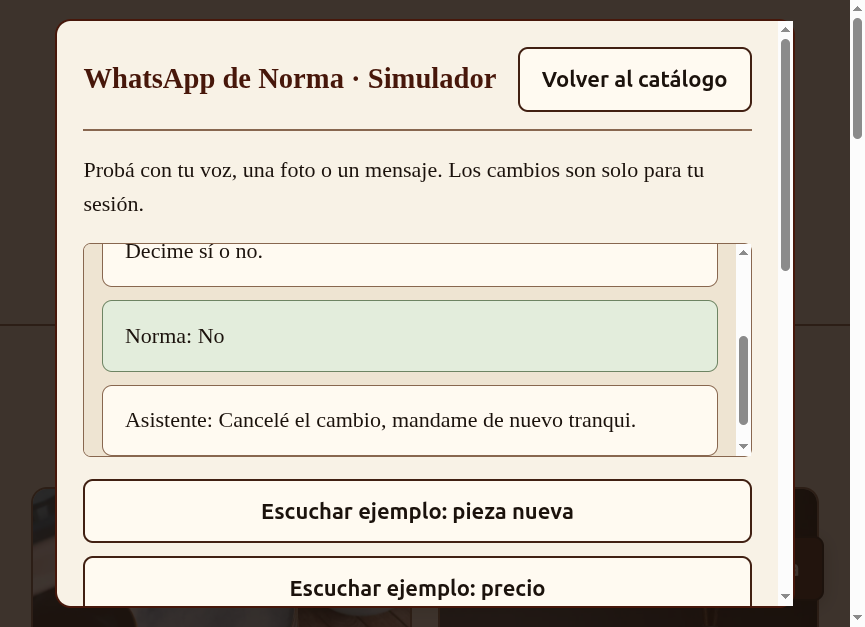 WhatsApp de Norma · Simulador
Volver al catálogo
Probá con tu voz, una foto o un mensaje. Los cambios son solo para tu
sesión.
Decime sí o no.
Norma: No
Asistente: Cancelé el cambio, mandame de nuevo tranqui.
Escuchar ejemplo: pieza nueva
Escuchar ejemplo: precio